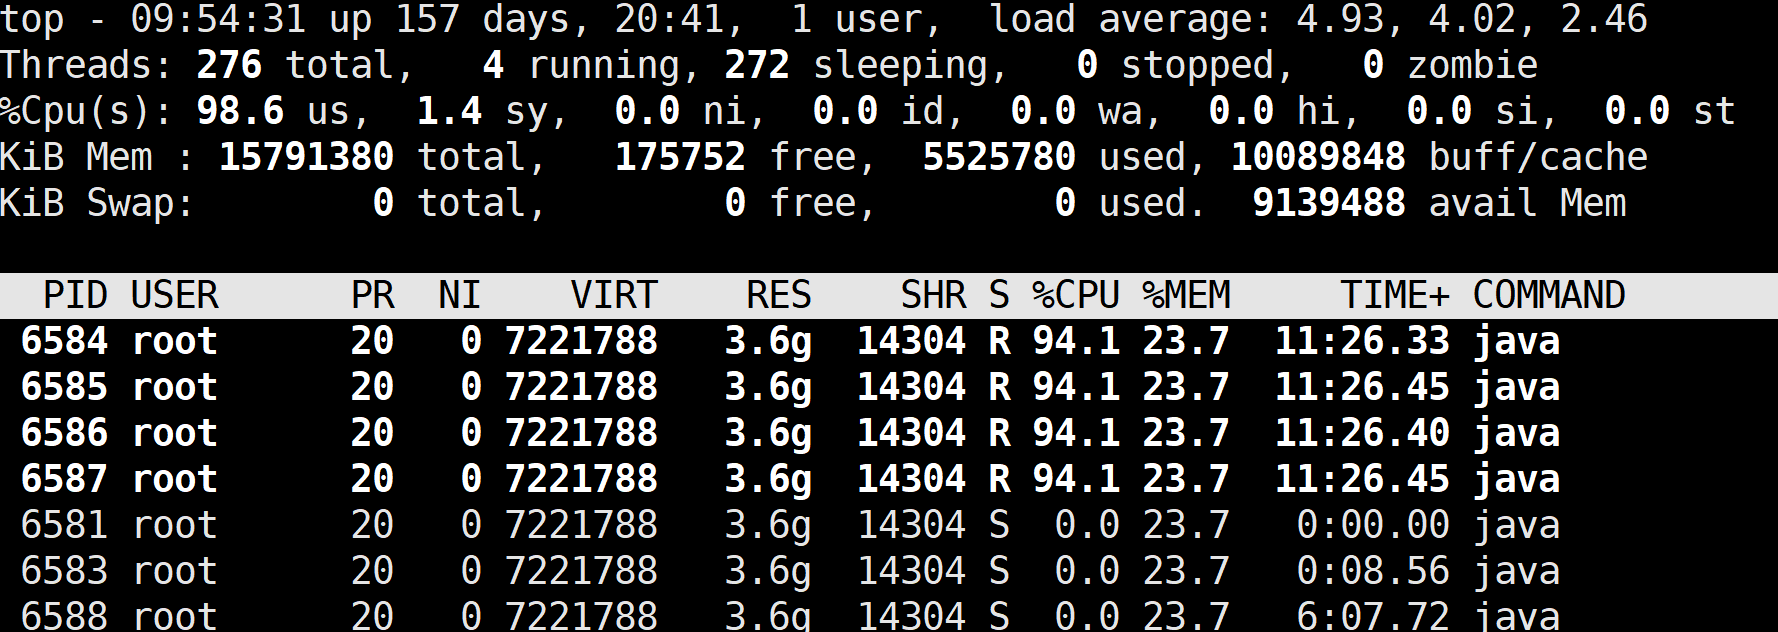 top - 09:54:31 up 157 days, 20:41,  1 user,  load average: 4.93, 4.02, 2.46
Threads: 276 total,   4 running, 272 sleeping,   0 stopped,   0 zombie
%Cpu(s): 98.6 us,  1.4 sy,  0.0 ni,  0.0 id,  0.0 wa,  0.0 hi,  0.0 si,  0.0 st
KiB Mem : 15791380 total,   175752 free,  5525780 used, 10089848 buff/cache
KiB Swap:        0 total,        0 free,        0 used.  9139488 avail Mem
  PID USER      PR  NI    VIRT    RES    SHR S %CPU %MEM     TIME+ COMMAND
 6584 root      20   0 7221788   3.6g  14304 R 94.1 23.7  11:26.33 java
 6585 root      20   0 7221788   3.6g  14304 R 94.1 23.7  11:26.45 java
 6586 root      20   0 7221788   3.6g  14304 R 94.1 23.7  11:26.40 java
 6587 root      20   0 7221788   3.6g  14304 R 94.1 23.7  11:26.45 java
 6581 root      20   0 7221788   3.6g  14304 S  0.0 23.7   0:00.00 java
 6583 root      20   0 7221788   3.6g  14304 S  0.0 23.7   0:08.56 java
 6588 root      20   0 7221788   3.6g  14304 S  0.0 23.7   6:07.72 java